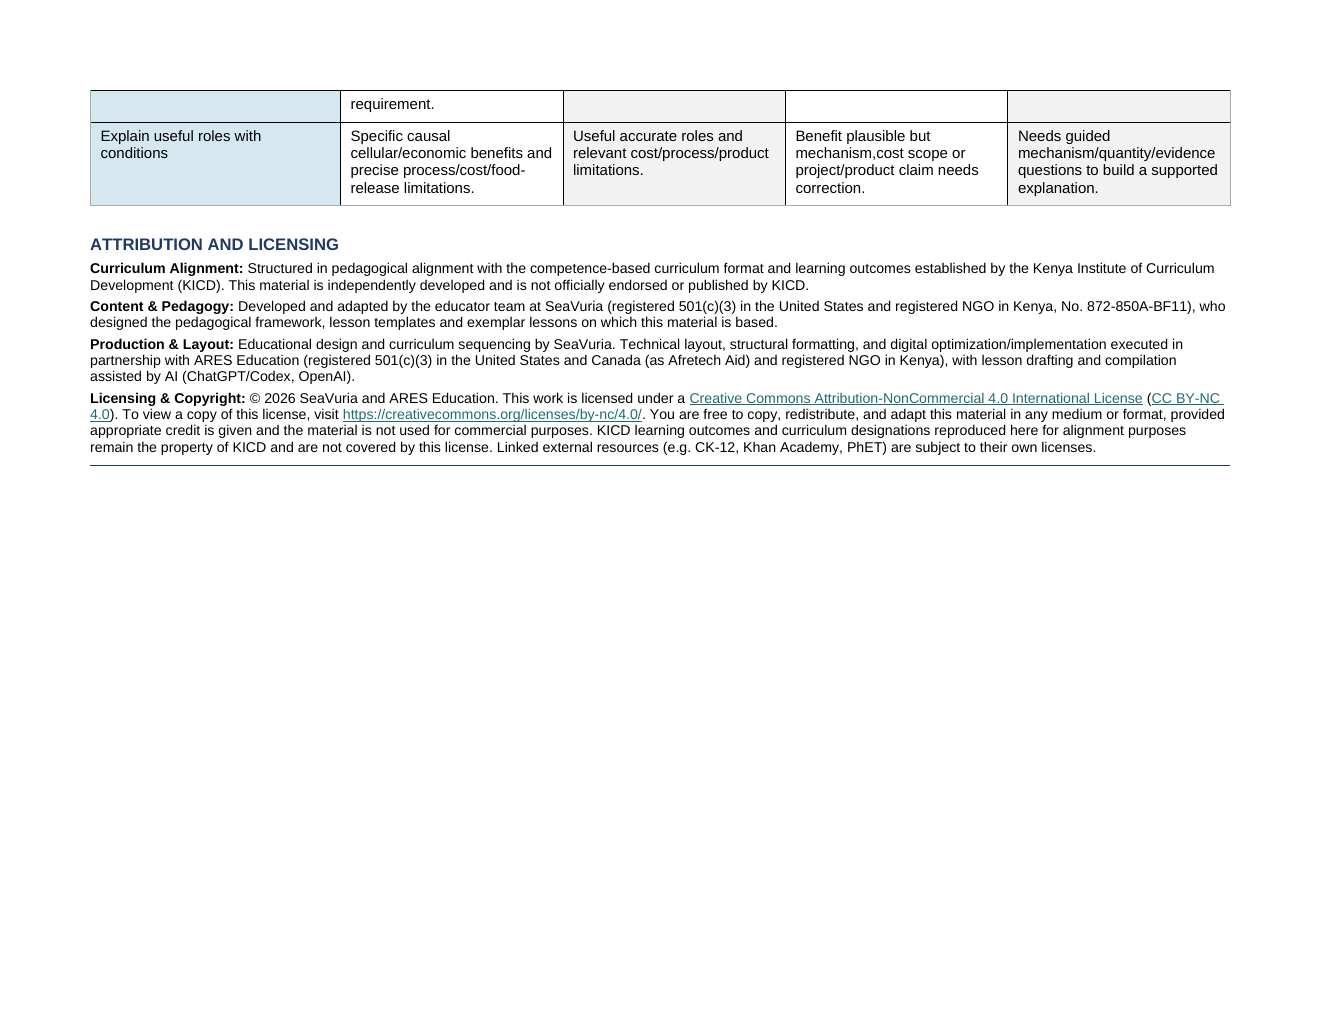 requirement.
Explain useful roles with
conditions
Specific causal
cellular/economic benefits and
precise process/cost/food-
release limitations.
Useful accurate roles and
relevant cost/process/product
limitations.
Benefit plausible but
mechanism,cost scope or
project/product claim needs
correction.
Needs guided
mechanism/quantity/evidence
questions to build a supported
explanation.
ATTRIBUTION AND LICENSING
Curriculum Alignment: Structured in pedagogical alignment with the competence-based curriculum format and learning outcomes established by the Kenya Institute of Curriculum
Development (KICD). This material is independently developed and is not officially endorsed or published by KICD.
Content & Pedagogy: Developed and adapted by the educator team at SeaVuria (registered 501(c)(3) in the United States and registered NGO in Kenya, No. 872-850A-BF11), who
designed the pedagogical framework, lesson templates and exemplar lessons on which this material is based.
Production & Layout: Educational design and curriculum sequencing by SeaVuria. Technical layout, structural formatting, and digital optimization/implementation executed in
partnership with ARES Education (registered 501(c)(3) in the United States and Canada (as Afretech Aid) and registered NGO in Kenya), with lesson drafting and compilation
assisted by AI (ChatGPT/Codex, OpenAI).
Licensing & Copyright: © 2026 SeaVuria and ARES Education. This work is licensed under a Creative Commons Attribution-NonCommercial 4.0 International License (CC BY-NC
4.0). To view a copy of this license, visit https://creativecommons.org/licenses/by-nc/4.0/. You are free to copy, redistribute, and adapt this material in any medium or format, provided
appropriate credit is given and the material is not used for commercial purposes. KICD learning outcomes and curriculum designations reproduced here for alignment purposes
remain the property of KICD and are not covered by this license. Linked external resources (e.g. CK-12, Khan Academy, PhET) are subject to their own licenses.